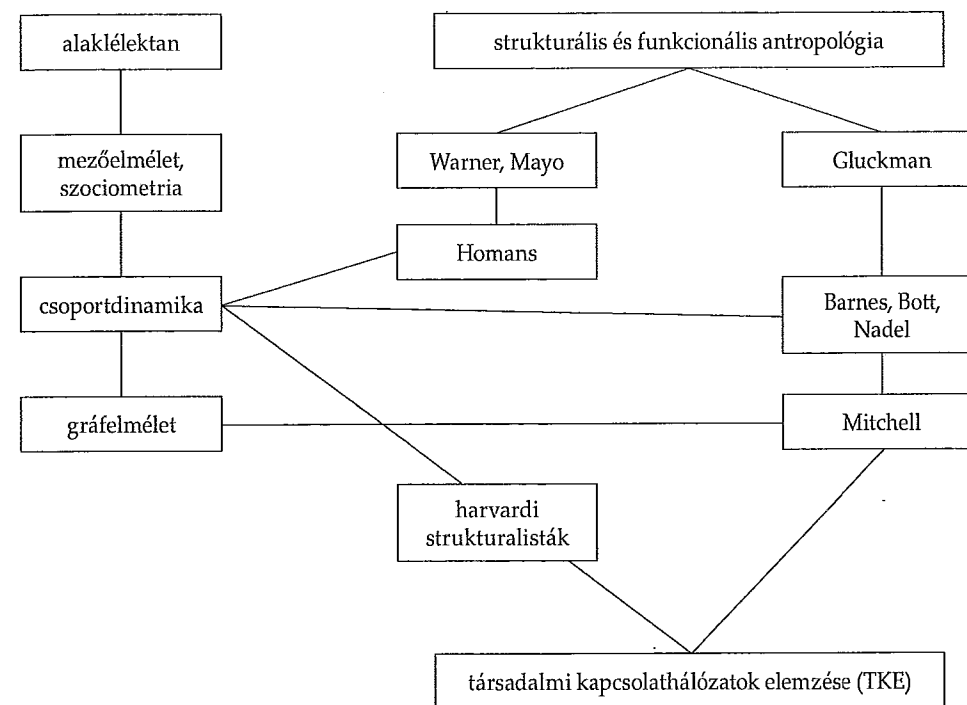 alaklélektan
strukturális és funkcionális antropológia
mezőelmélet,
szociometria
Warner, Mayo
Gluckman
Homans
csoportdinamika
Barnes, Bott,
Nadel
gráfelmélet
Mitchell
harvardi
strukturalisták
társadalmi kapcsolathálózatok elemzése (TKE)